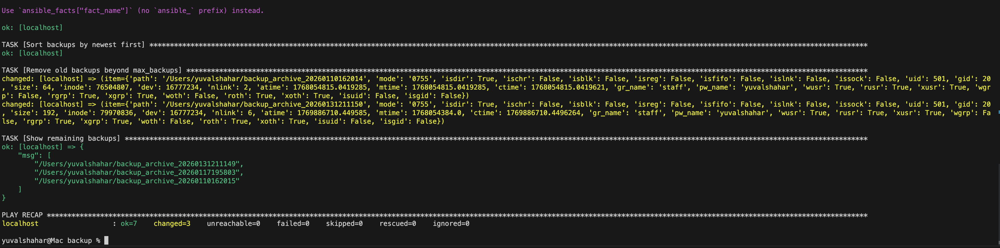 Use `ansible_facts["fact_name"]` (no `ansible_` prefix) instead.
ok: [localhost]
TASK [Sort backups by newest first] ********************************************************************************************************************************************************************************
ok: [localhost]
TASK [Remove old backups beyond max_backups] ***********************************************************************************************************************************************************************
changed: [localhost] => (item={'path': '/Users/yuvalshahar/backup_archive_20260110162014', 'mode': '0755', 'isdir': True, 'ischr': False, 'isblk': False, 'isreg': False, 'isfifo': False, 'islnk': False, 'issock': False, 'uid': 501, 'gid': 20
, 'size': 64, 'inode': 76504807, 'dev': 16777234, 'nlink': 2, 'atime': 1768054815.0419285, 'mtime': 1768054815.0419285, 'ctime': 1768054815.0419621, 'gr_name': 'staff', 'pw_name': 'yuvalshahar', 'wusr': True, 'rusr': True, 'xusr': True, 'wgr
p': False, 'rgrp': True, 'xgrp': True, 'woth': False, 'roth': True, 'xoth': True, 'isuid': False, 'isgid': False})
changed: [localhost] => (item={'path': '/Users/yuvalshahar/backup_archive_20260131211150', 'mode': '0755', 'isdir': True, 'ischr': False, 'isblk': False, 'isreg': False, 'isfifo': False, 'islnk': False, 'issock': False, 'uid': 501, 'gid': 20
, 'size': 192, 'inode': 79970836, 'dev': 16777234, 'nlink': 6, 'atime': 1769886710.449585, 'mtime': 1768054384.0, 'ctime': 1769886710.4496264, 'gr_name': 'staff', 'pw_name': 'yuvalshahar', 'wusr': True, 'rusr': True, 'xusr': True, 'wgrp': Fa
lse, 'rgrp': True, 'xgrp': True, 'woth': False, 'roth': True, 'xoth': True, 'isuid': False, 'isgid': False})
TASK [Show remaining backups] **************************************************************************************************************************************************************************************
ok: [localhost] => {
    "msg": [
        "/Users/yuvalshahar/backup_archive_20260131211149",
        "/Users/yuvalshahar/backup_archive_20260117195803",
        "/Users/yuvalshahar/backup_archive_20260110162015"
    ]
}
PLAY RECAP *********************************************************************************************************************************************************************************************************
localhost                  : ok=7    changed=3    unreachable=0    failed=0    skipped=0    rescued=0    ignored=0
yuvalshahar@Mac backup %